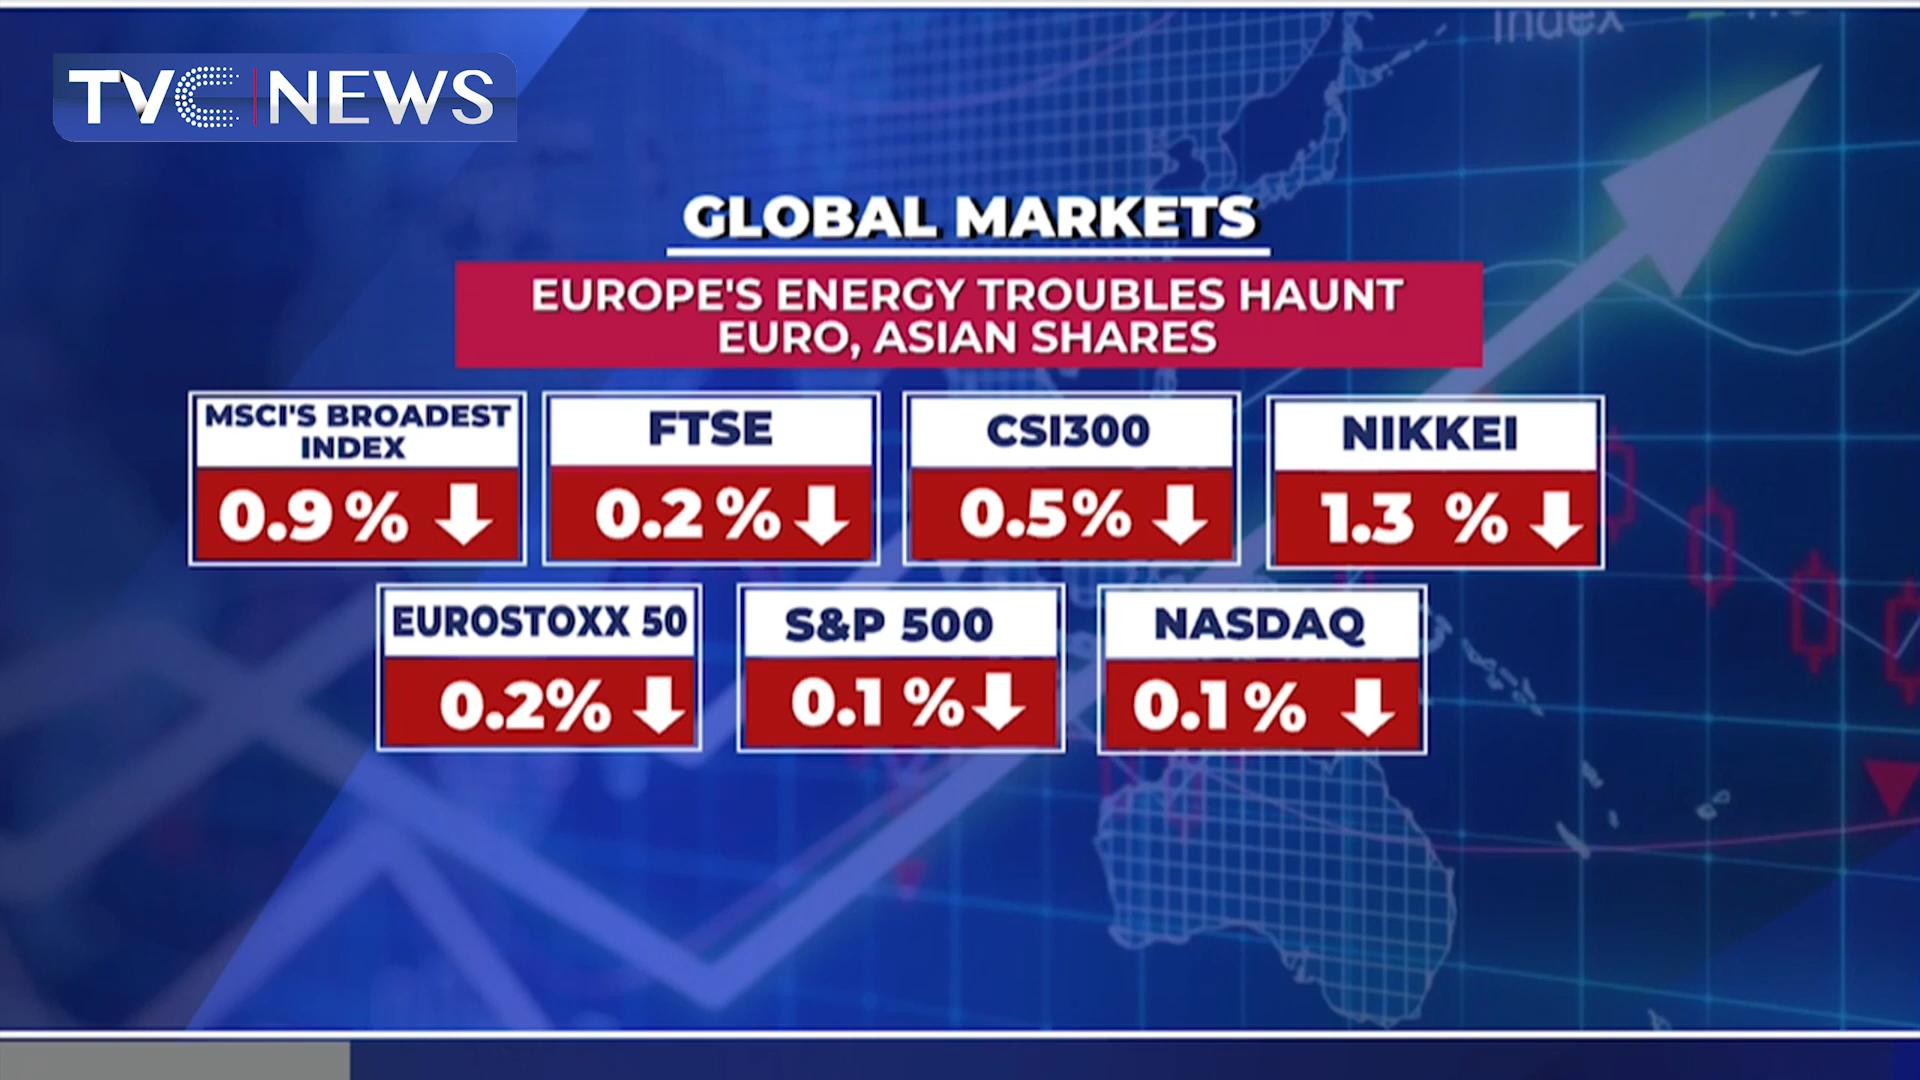 Index
TVC NEWS
GLOBAL MARKETS
EUROPE'S ENERGY TROUBLES HAUNT
EURO, ASIAN SHARES
MSCI'S BROADEST
INDEX
0.9%
FTSE
0.2%
CSI300
0.5%
NIKKEI
1.3 %
EUROSTOXX 50
0.2%
S&P 500
0.1%
NASDAQ
0.1%